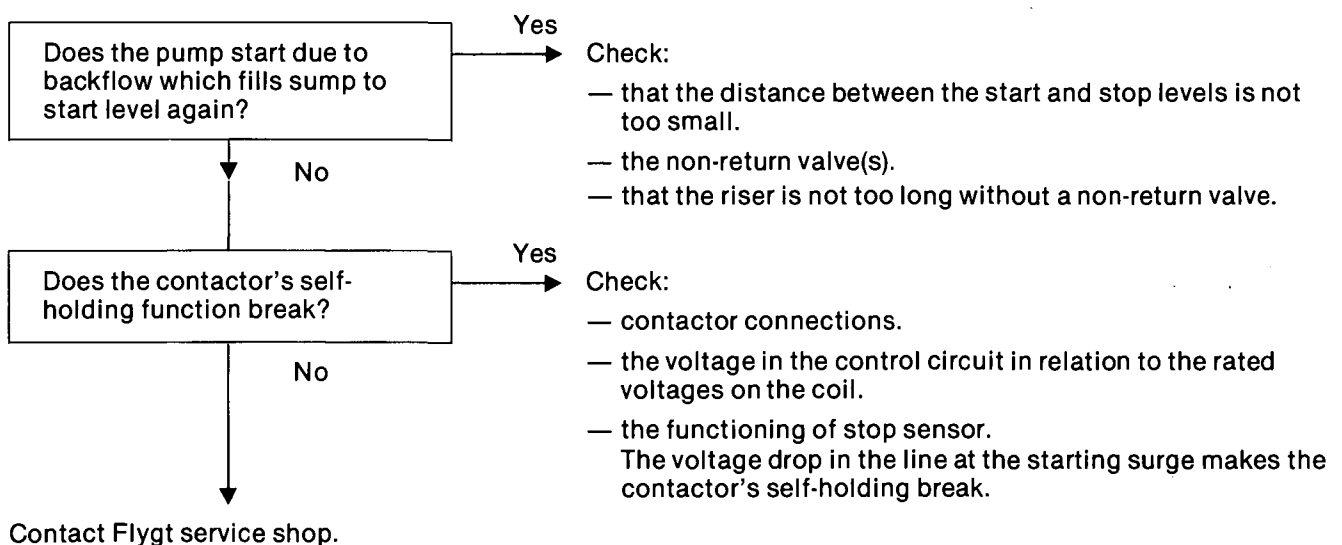 Does the pump start due to
backflow which fills sump to
start level again?
Yes
Check:
— that the distance between the start and stop levels is not
too small.
— the non-return valve(s).
— that the riser is not too long without a non-return valve.
No
Does the contactor's self-
holding function break?
Yes
Check:
— contactor connections.
— the voltage in the control circuit in relation to the rated
voltages on the coil.
— the functioning of stop sensor.
The voltage drop in the line at the starting surge makes the
contactor's self-holding break.
No
Contact Flygt service shop.